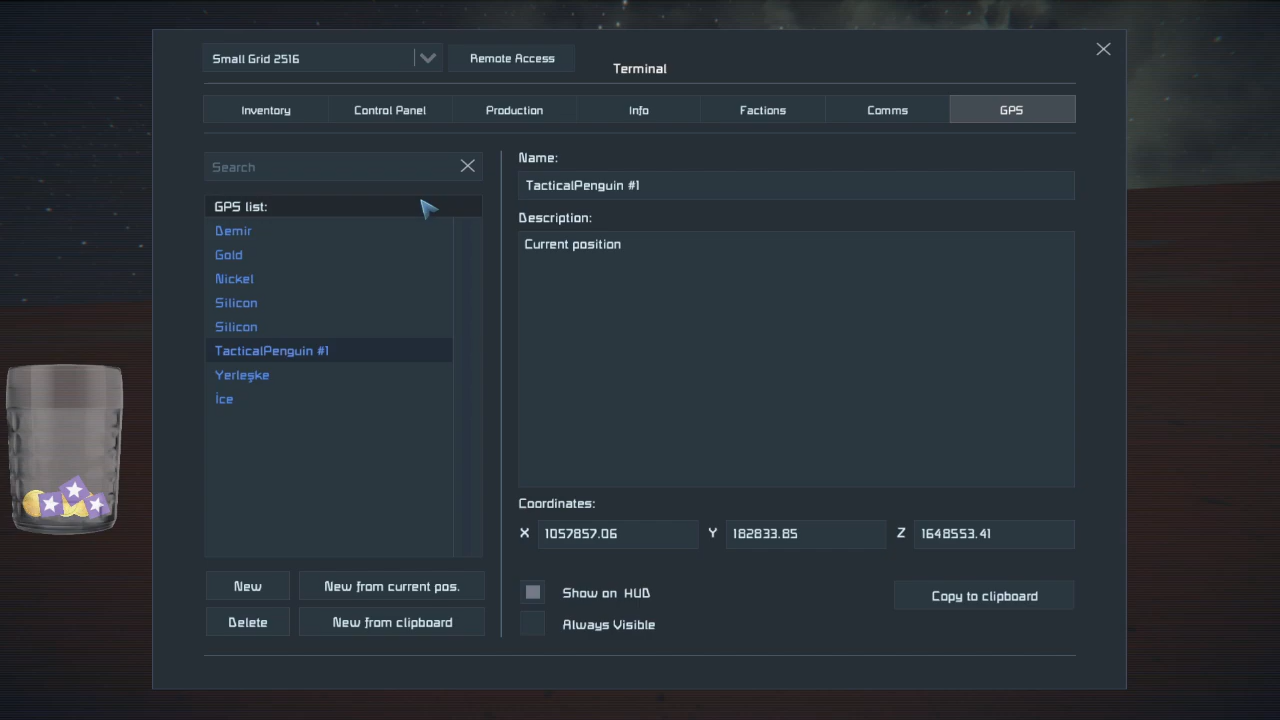 Small Grid 2516
Remote Access
Terminal
Inventory
Control Panel
Production
Info
Factions
Comms
GPS
Search
GPS list:
Demir
Gold
Nickel
Silicon
Silicon
TacticalPenguin #1
Yerleşke
İce
New
New from current pos.
Delete
New from clipboard
Name:
TacticalPenguin #1
Description:
Current position
Coordinates:
X 1057857.06 Y 182833.85 Z 1648553.41
Show on HUD
Always Visible
Copy to clipboard